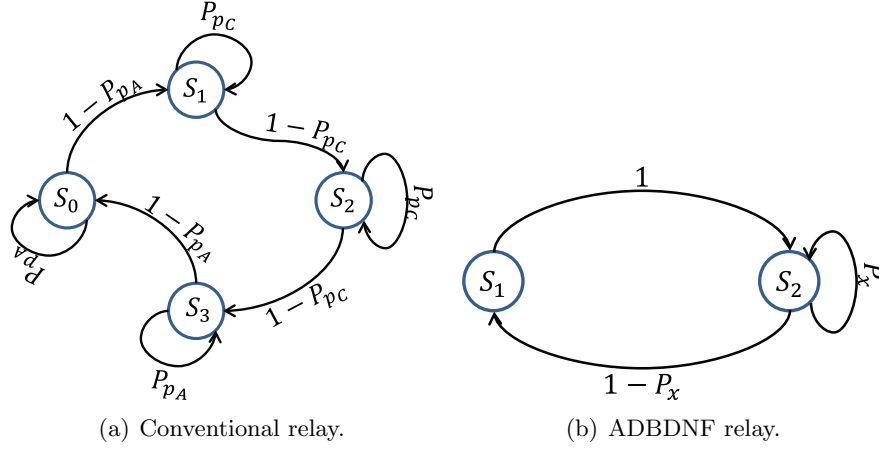 P_{p_C}
S_1
1 − P_{p_A}
1 − P_{p_C}
S_0
S_2
P_{p_C}
P_{p_A}
1 − P_{p_A}
S_3
1 − P_{p_C}
P_{p_A}
(a) Conventional relay.
1
S_1
S_2
P_x
1 − P_x
(b) ADBDNF relay.